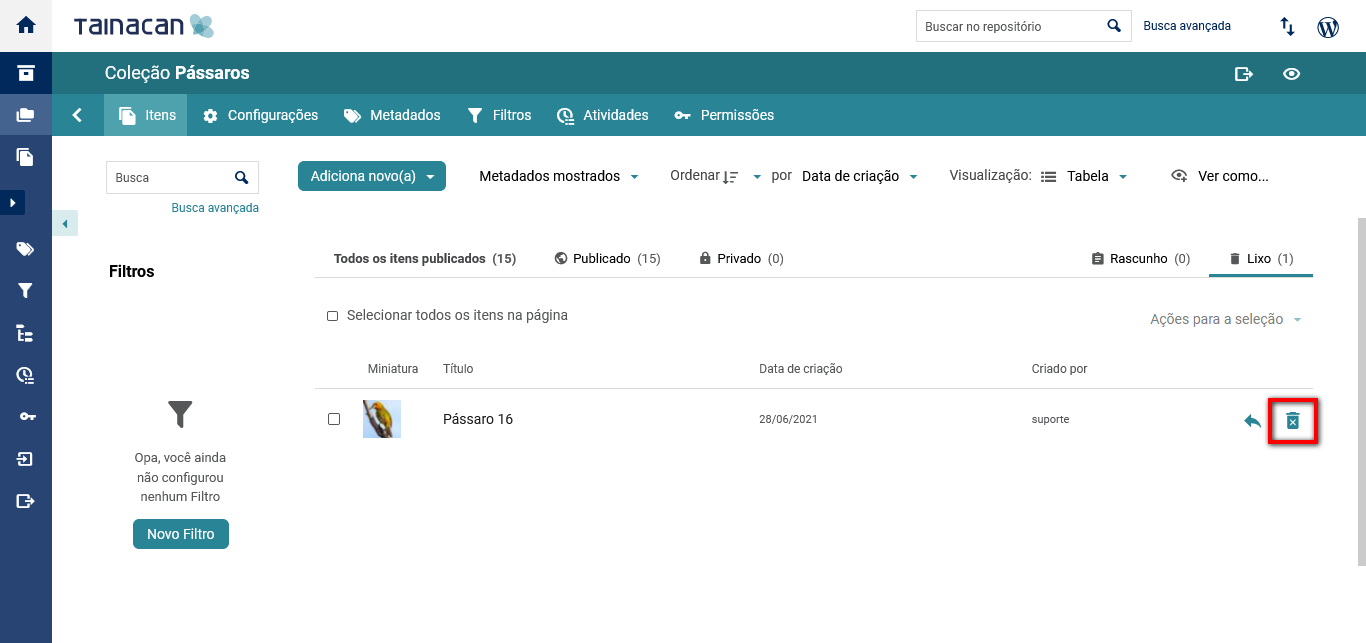 TAINACAN
Buscar no repositório
Busca avançada
Coleção Pássaros
Itens
Configurações
Metadados
Filtros
Atividades
Permissões
Busca
Busca avançada
Adiciona novo(a)
Metadados mostrados
Ordenar
por
Data de criação
Visualização:
Tabela
Ver como...
Filtros
Todos os itens publicados (15)
Publicado (15)
Privado (0)
Rascunho (0)
Lixo (1)
Selecionar todos os itens na página
Ações para a seleção
Miniatura
Título
Data de criação
Criado por
Pássaro 16
28/06/2021
suporte
Opa, você ainda
não configurou
nenhum Filtro
Novo Filtro